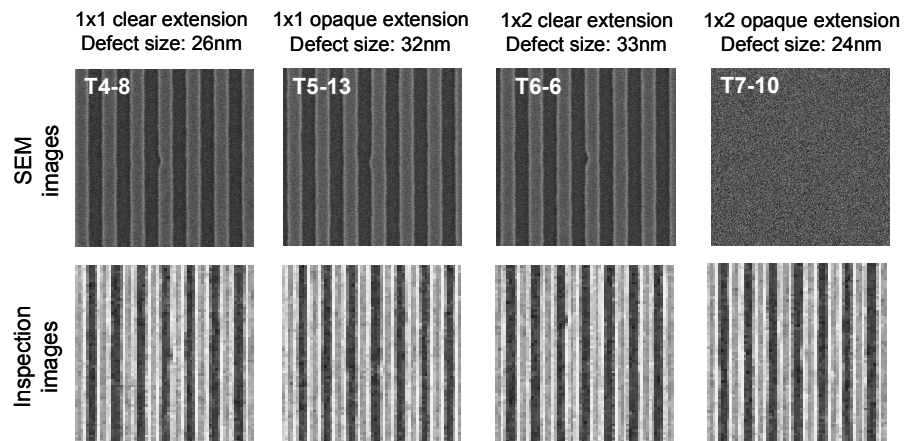 1x1 clear extension
Defect size: 26nm
1x1 opaque extension
Defect size: 32nm
1x2 clear extension
Defect size: 33nm
1x2 opaque extension
Defect size: 24nm
SEM
images
T4-8
T5-13
T6-6
T7-10
Inspection
images